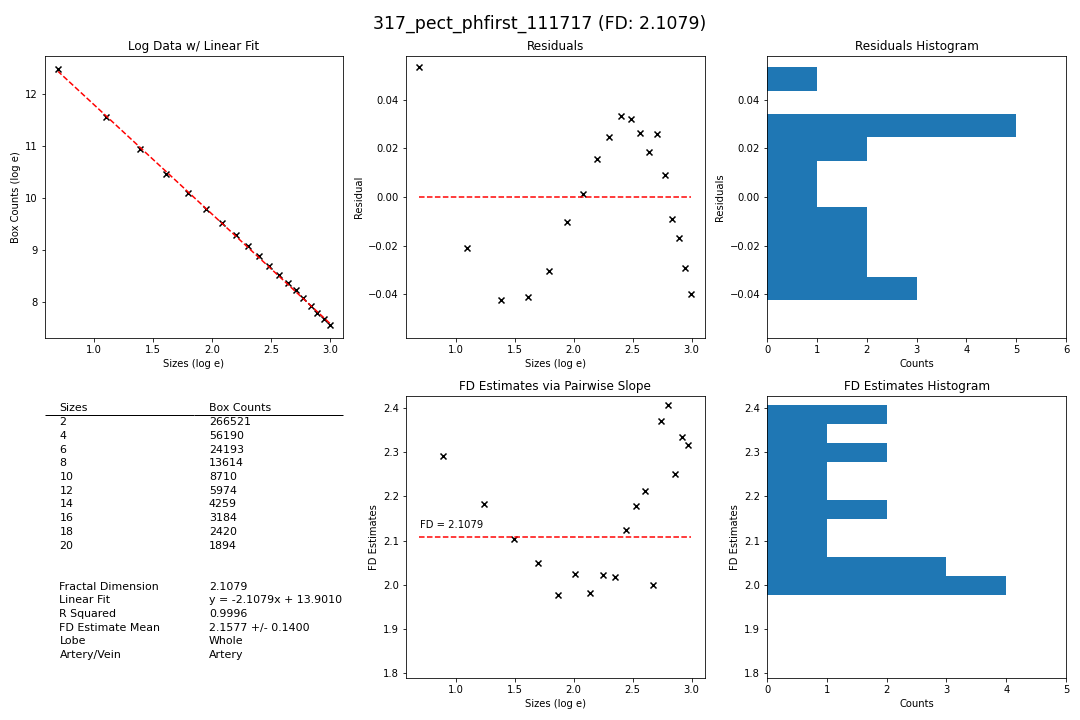 317_pect_phfirst_111717 (FD: 2.1079)
Log Data w/ Linear Fit
12
11
10
9
8
Box Counts (log e)
1.0 1.5 2.0 2.5 3.0
Sizes (log e)
Residuals
0.04
0.02
0.00
−0.02
−0.04
Residual
1.0 1.5 2.0 2.5 3.0
Sizes (log e)
Residuals Histogram
0.04
0.02
0.00
−0.02
−0.04
Residuals
0 1 2 3 4 5 6
Counts
Sizes Box Counts
2 266521
4 56190
6 24193
8 13614
10 8710
12 5974
14 4259
16 3184
18 2420
20 1894
Fractal Dimension 2.1079
Linear Fit y = -2.1079x + 13.9010
R Squared 0.9996
FD Estimate Mean 2.1577 +/- 0.1400
Lobe Whole
Artery/Vein Artery
FD Estimates via Pairwise Slope
2.4
2.3
2.2
2.1
2.0
1.9
1.8
FD Estimates
FD = 2.1079
1.0 1.5 2.0 2.5 3.0
Sizes (log e)
FD Estimates Histogram
2.4
2.3
2.2
2.1
2.0
1.9
1.8
FD Estimates
0 1 2 3 4 5
Counts